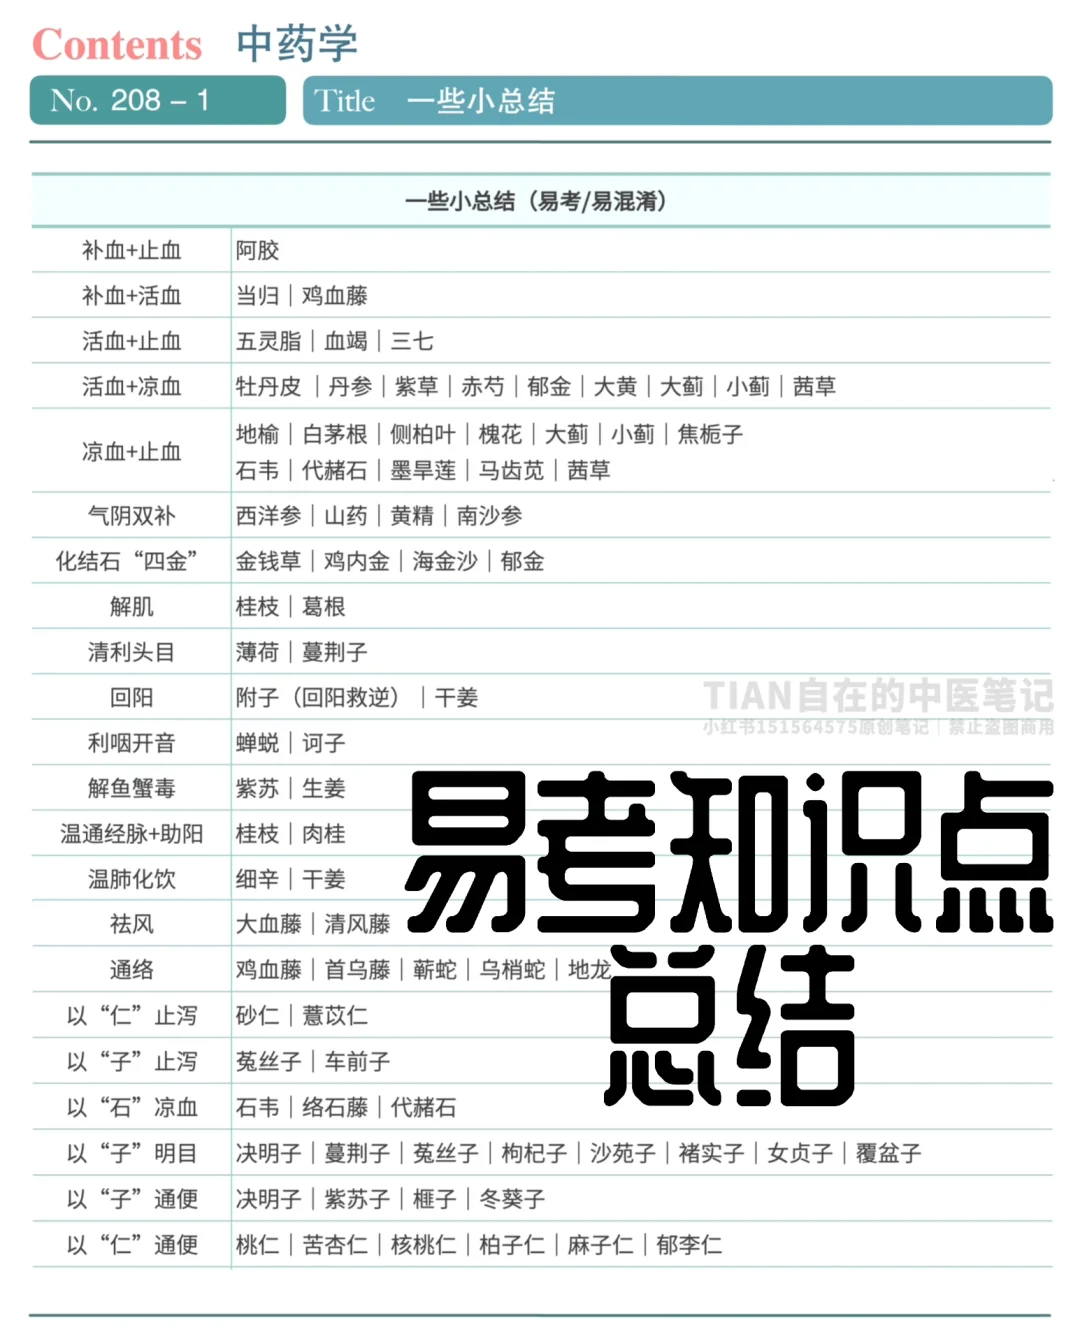 Contents 中药学
No. 208 – 1 Title 一些小总结
一些小总结（易考/易混淆）
补血+止血 阿胶
补血+活血 当归｜鸡血藤
活血+止血 五灵脂｜血竭｜三七
活血+凉血 牡丹皮｜丹参｜紫草｜赤芍｜郁金｜大黄｜大蓟｜小蓟｜茜草
凉血+止血 地榆｜白茅根｜侧柏叶｜槐花｜大蓟｜小蓟｜焦栀子
石韦｜代赭石｜墨旱莲｜马齿苋｜茜草
气阴双补 西洋参｜山药｜黄精｜南沙参
化结石“四金” 金钱草｜鸡内金｜海金沙｜郁金
解肌 桂枝｜葛根
清利头目 薄荷｜蔓荆子
回阳 附子（回阳救逆）｜干姜
TIAN自在的中医笔记
小红书151564575原创笔记｜禁止盗图商用
利咽开音 蝉蜕｜诃子
解鱼蟹毒 紫苏｜生姜
温通经脉+助阳 桂枝｜肉桂
温肺化饮 细辛｜干姜
易考知识点
祛风 大血藤｜清风藤
通络 鸡血藤｜首乌藤｜蕲蛇｜乌梢蛇｜地龙
总结
以“仁”止泻 砂仁｜薏苡仁
以“子”止泻 菟丝子｜车前子
以“石”凉血 石韦｜络石藤｜代赭石
以“子”明目 决明子｜蔓荆子｜菟丝子｜枸杞子｜沙苑子｜褚实子｜女贞子｜覆盆子
以“子”通便 决明子｜紫苏子｜榧子｜冬葵子
以“仁”通便 桃仁｜苦杏仁｜核桃仁｜柏子仁｜麻子仁｜郁李仁